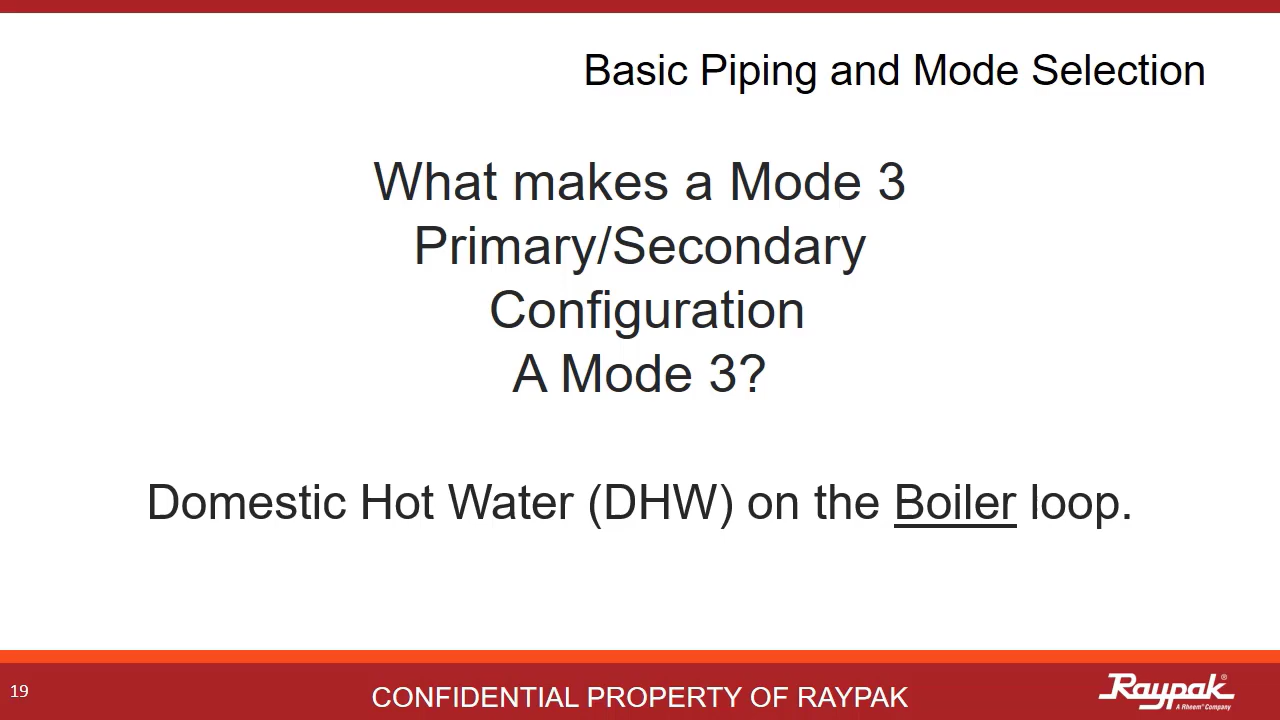 Basic Piping and Mode Selection
What makes a Mode 3
Primary/Secondary
Configuration
A Mode 3?
Domestic Hot Water (DHW) on the Boiler loop.
19
CONFIDENTIAL PROPERTY OF RAYPAK
Raypak®
A Rheem® Company